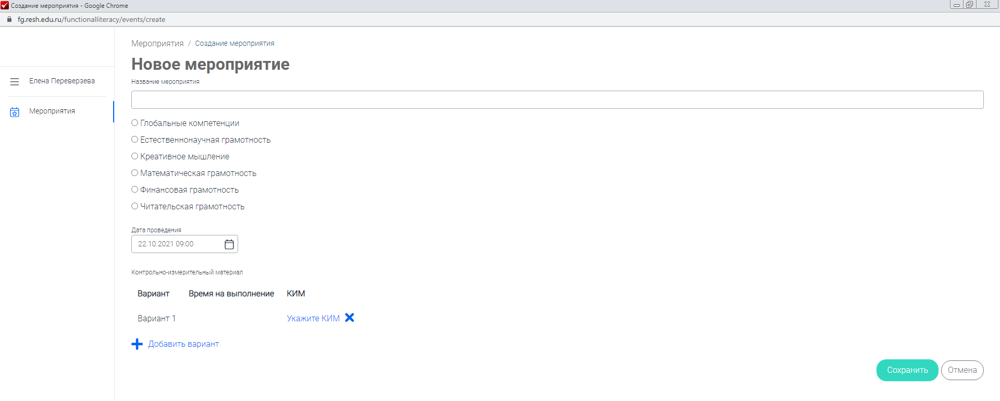 Создание мероприятия - Google Chrome
fg.resh.edu.ru/functionalliteracy/events/create
Мероприятия / Создание мероприятия
Новое мероприятие
Елена Переверзева
Название мероприятия
Мероприятия
Глобальные компетенции
Естественнонаучная грамотность
Креативное мышление
Математическая грамотность
Финансовая грамотность
Читательская грамотность
Дата проведения
22.10.2021 09:00
Контрольно-измерительный материал
Вариант Время на выполнение КИМ
Вариант 1 Укажите КИМ
Добавить вариант
Сохранить Отмена